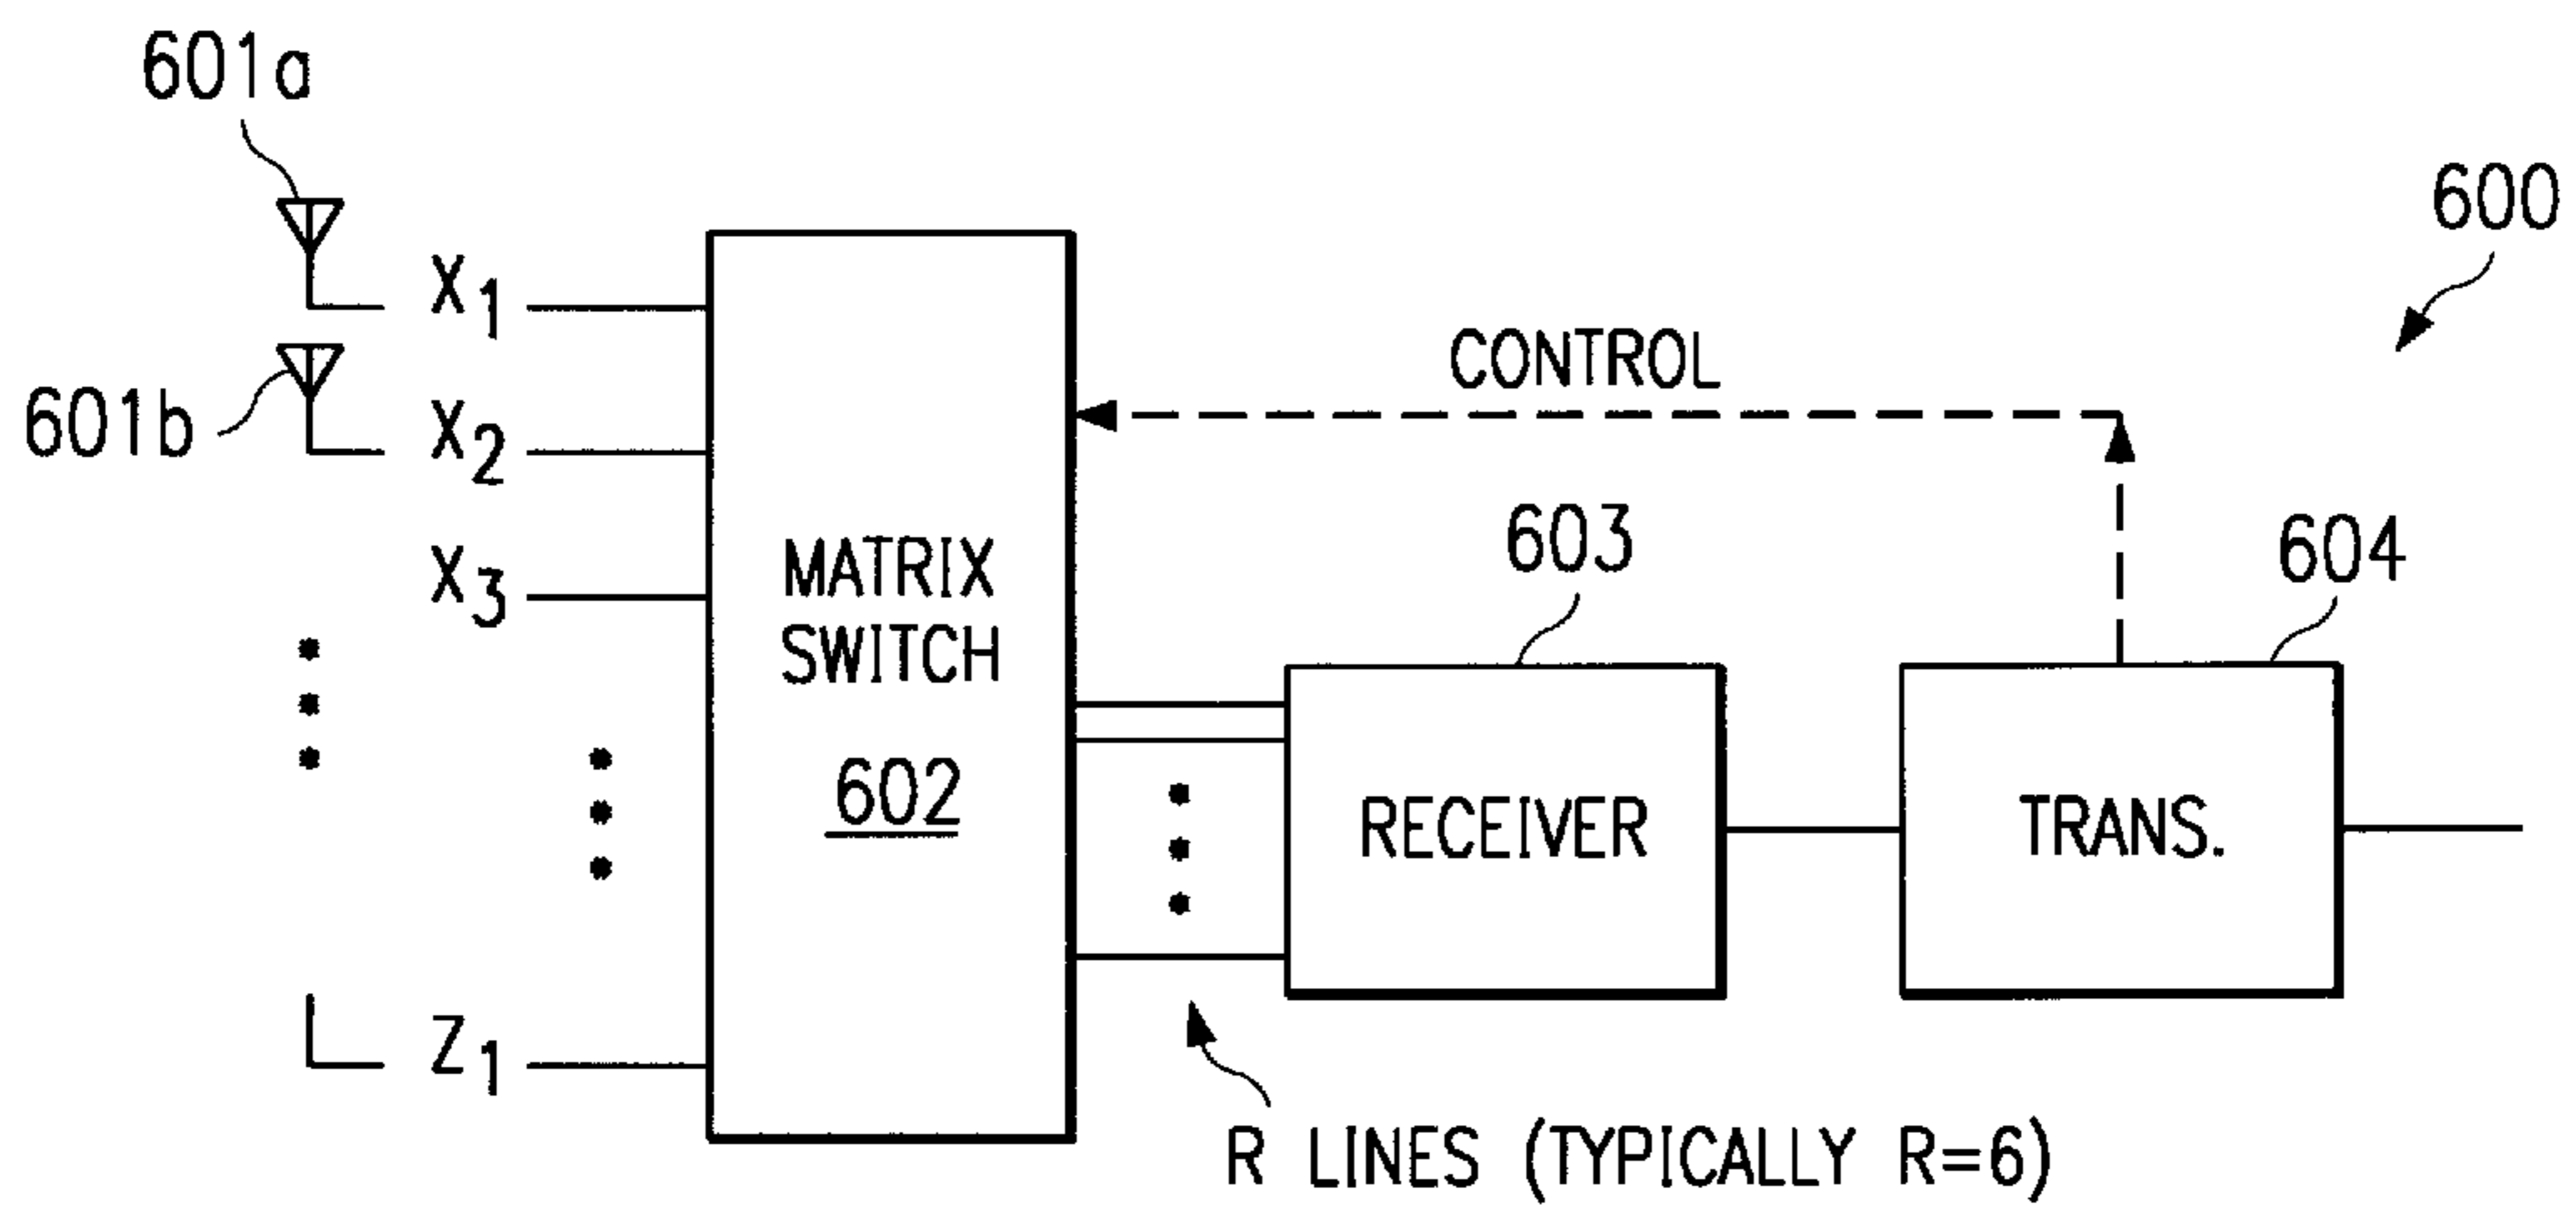 601a
600
X1
CONTROL
601b
X2
603
604
X3
MATRIX
SWITCH
602
RECEIVER
TRANS.
Z1
R LINES (TYPICALLY R=6)